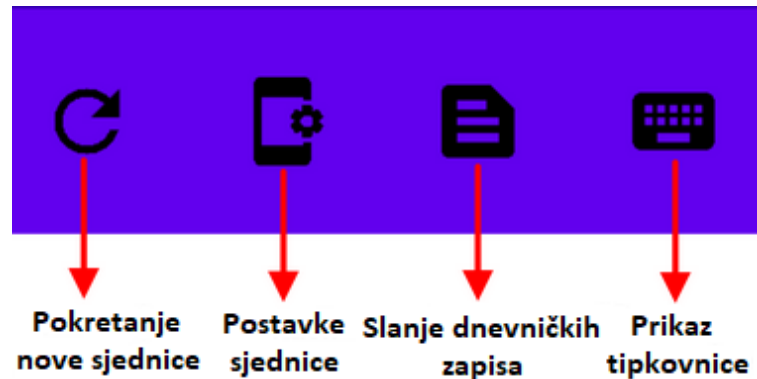 Pokretanje
nove sjednice
Postavke
sjednice
Slanje dnevničkih
zapisa
Prikaz
tipkovnice